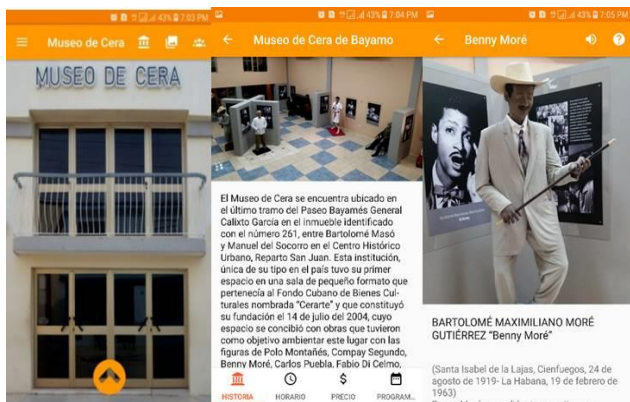 43% 7:03 PM
Museo de Cera
MUSEO DE CERA
43% 7:04 PM
Museo de Cera de Bayamo
El Museo de Cera se encuentra ubicado en
el último tramo del Paseo Bayamés General
Calixto García en el inmueble identificado
con el número 261, entre Bartolomé Masó
y Manuel del Socorro en el Centro Histórico
Urbano, Reparto San Juan. Esta institución,
única de su tipo en el país tuvo su primer
espacio en una sala de pequeño formato que
pertenecía al Fondo Cubano de Bienes Cul-
turales nombrada "Cerarte" y que constituyó
su fundación el 14 de julio del 2004, cuyo
espacio se concibió con obras que tuvieron
como objetivo ambientar este lugar con las
figuras de Polo Montañés, Compay Segundo,
Benny Moré, Carlos Puebla, Fabio Di Celmo,
HISTORIA
HORARIO
PRECIO
PROGRAM...
43% 7:05 PM
Benny Moré
BARTOLOMÉ MAXIMILIANO MORÉ
GUTIÉRREZ "Benny Moré"
(Santa Isabel de la Lajas, Cienfuegos, 24 de
agosto de 1919- La Habana, 19 de febrero de
1963)